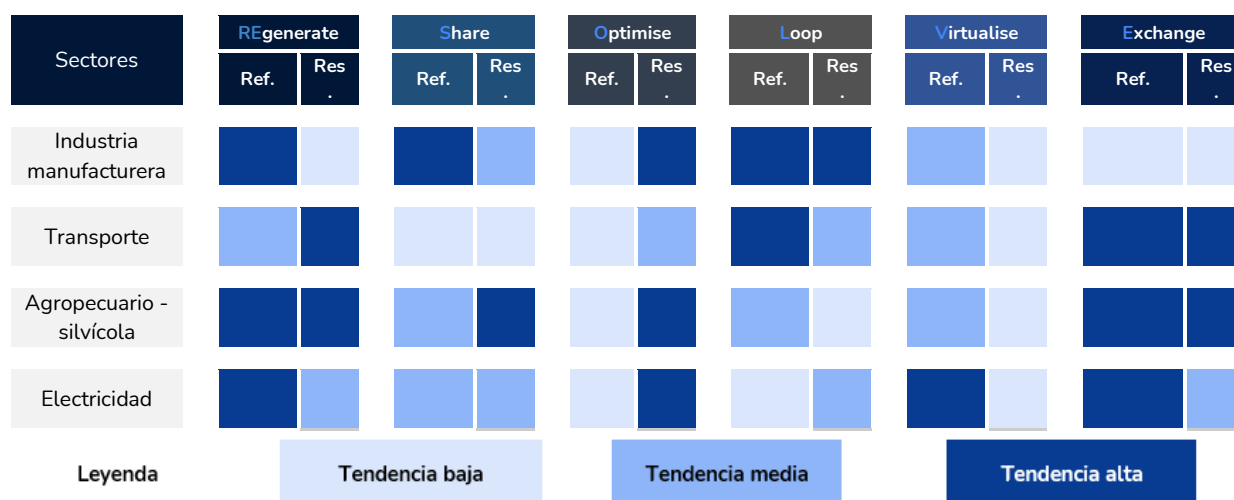 Sectores
REgenerate
Share
Optimise
Loop
Virtualise
Exchange
Ref.
Res
.
Ref.
Res
.
Ref.
Res
.
Ref.
Res
.
Ref.
Res
.
Ref.
Res
.
Industria
manufacturera
Transporte
Agropecuario -
silvícola
Electricidad
Leyenda
Tendencia baja
Tendencia media
Tendencia alta